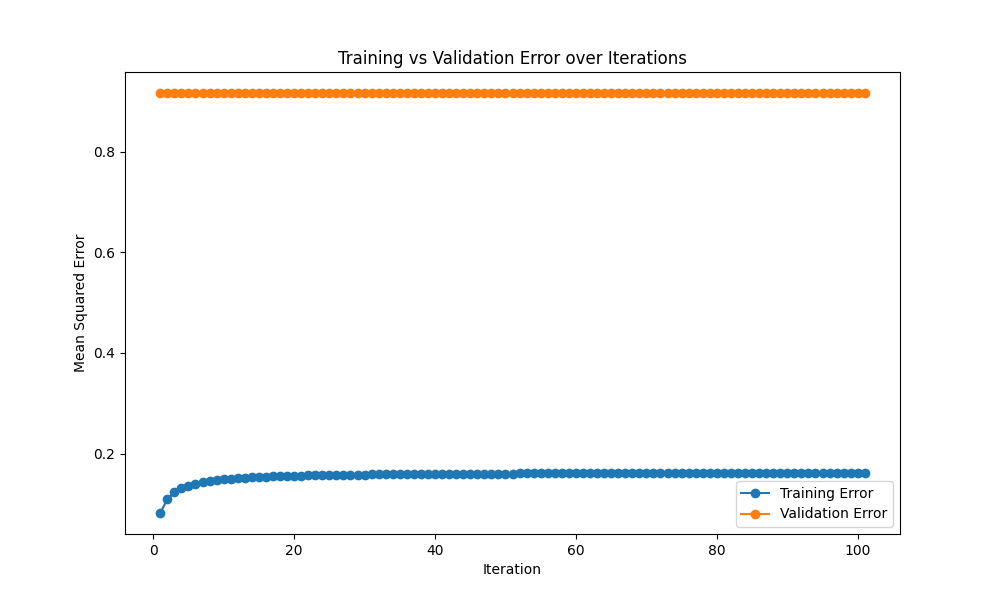 Training vs Validation Error over Iterations
Mean Squared Error
0.8
0.6
0.4
0.2
0
20
40
60
80
100
Iteration
Training Error
Validation Error